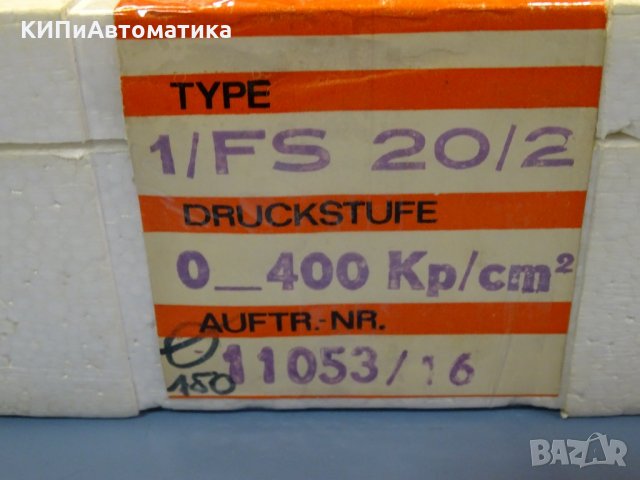 КИПиАвтоматика
TYPE
1/FS 20/2
DRUCKSTUFE
0_400 Kp/cm²
AUFTR.-NR.
11053/16
150
BAZAR